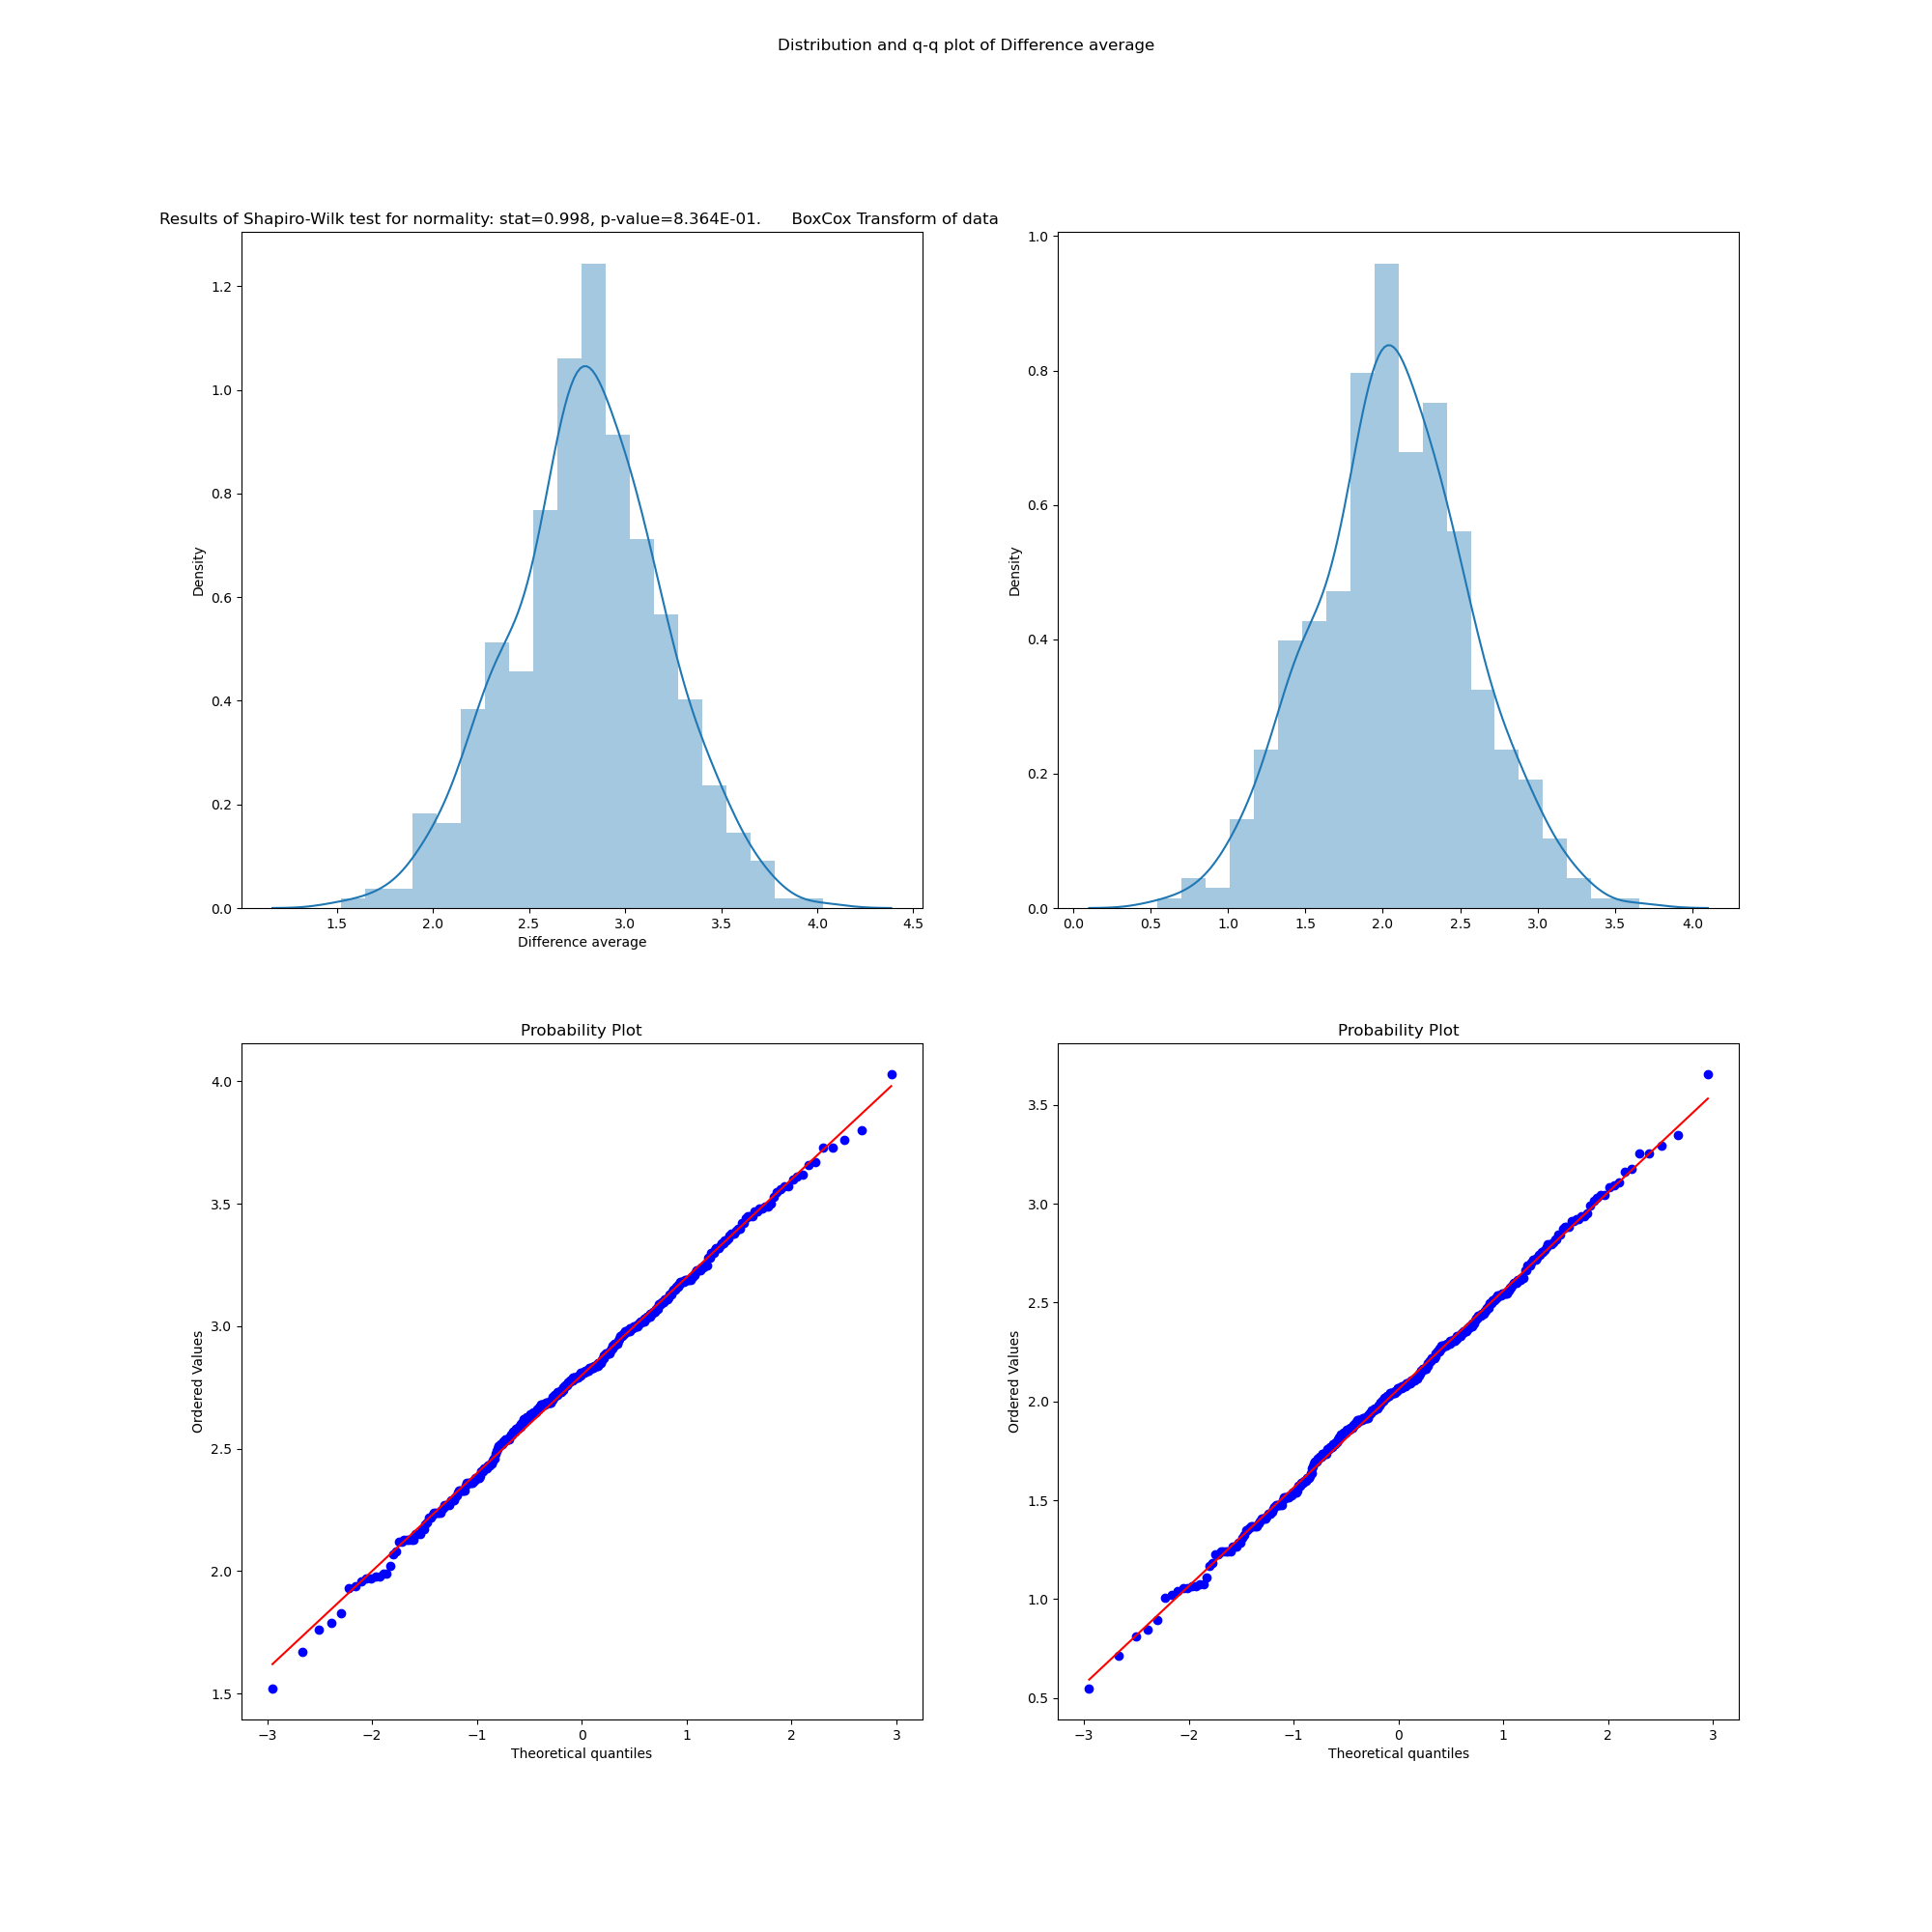 Distribution and q-q plot of Difference average
Results of Shapiro-Wilk test for normality: stat=0.998, p-value=8.364E-01.      BoxCox Transform of data
1.2
1.0
0.8
0.6
0.4
0.2
0.0
Density
1.5 2.0 2.5 3.0 3.5 4.0 4.5
Difference average
1.0
0.8
0.6
0.4
0.2
0.0
Density
0.0 0.5 1.0 1.5 2.0 2.5 3.0 3.5 4.0
Probability Plot
4.0
3.5
3.0
2.5
2.0
1.5
Ordered Values
−3 −2 −1 0 1 2 3
Theoretical quantiles
Probability Plot
3.5
3.0
2.5
2.0
1.5
1.0
0.5
Ordered Values
−3 −2 −1 0 1 2 3
Theoretical quantiles